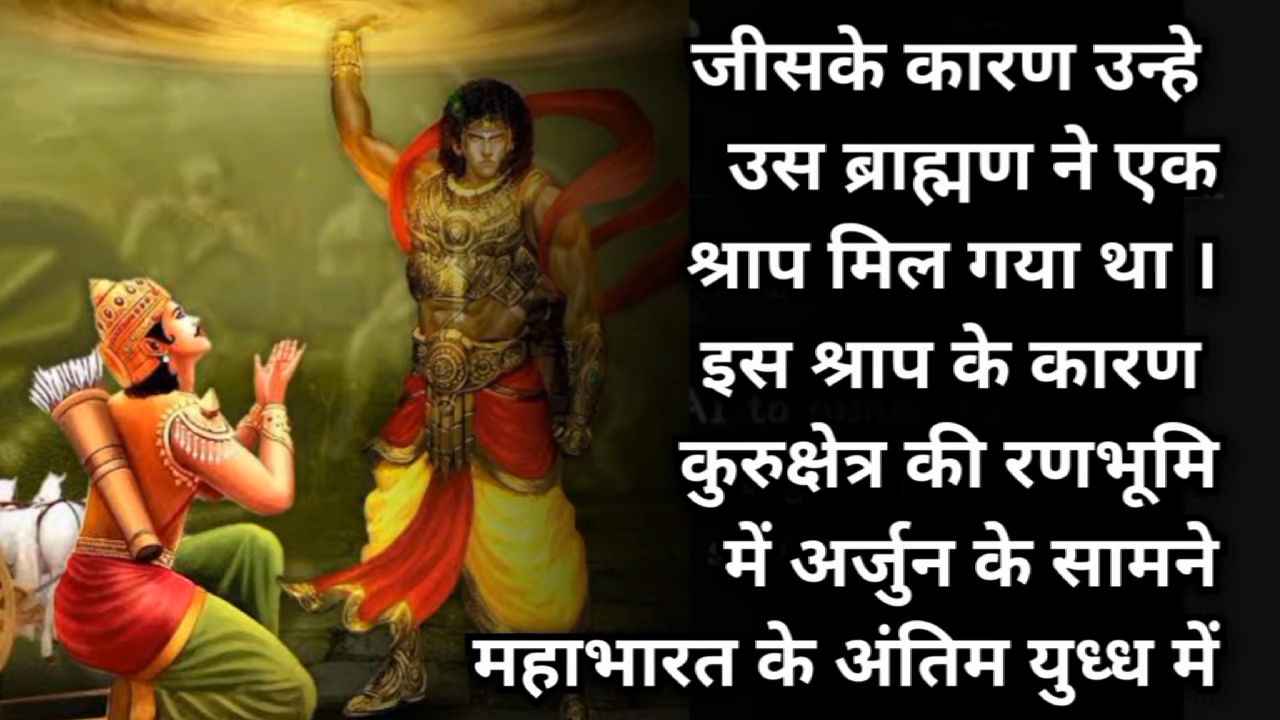 जीसके कारण उन्हे
उस ब्राह्मण ने एक
श्राप मिल गया था ।
इस श्राप के कारण
कुरुक्षेत्र की रणभूमि
में अर्जुन के सामने
महाभारत के अंतिम युध्ध में